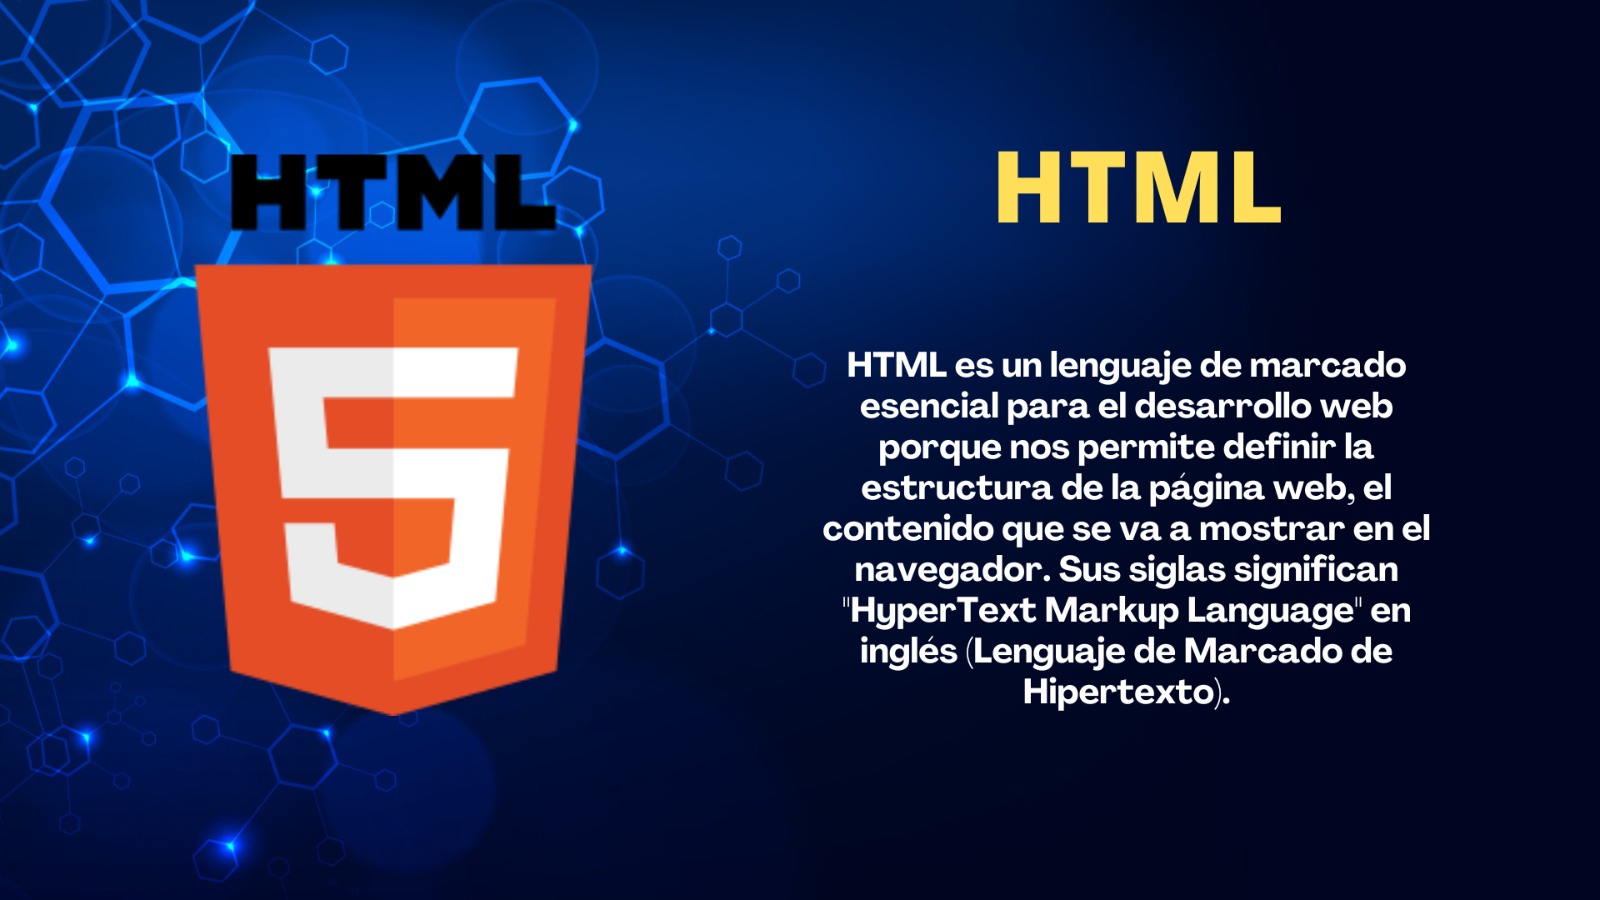 HTML
5
HTML
HTML es un lenguaje de marcado
esencial para el desarrollo web
porque nos permite definir la
estructura de la página web, el
contenido que se va a mostrar en el
navegador. Sus siglas significan
"HyperText Markup Language" en
inglés (Lenguaje de Marcado de
Hipertexto).